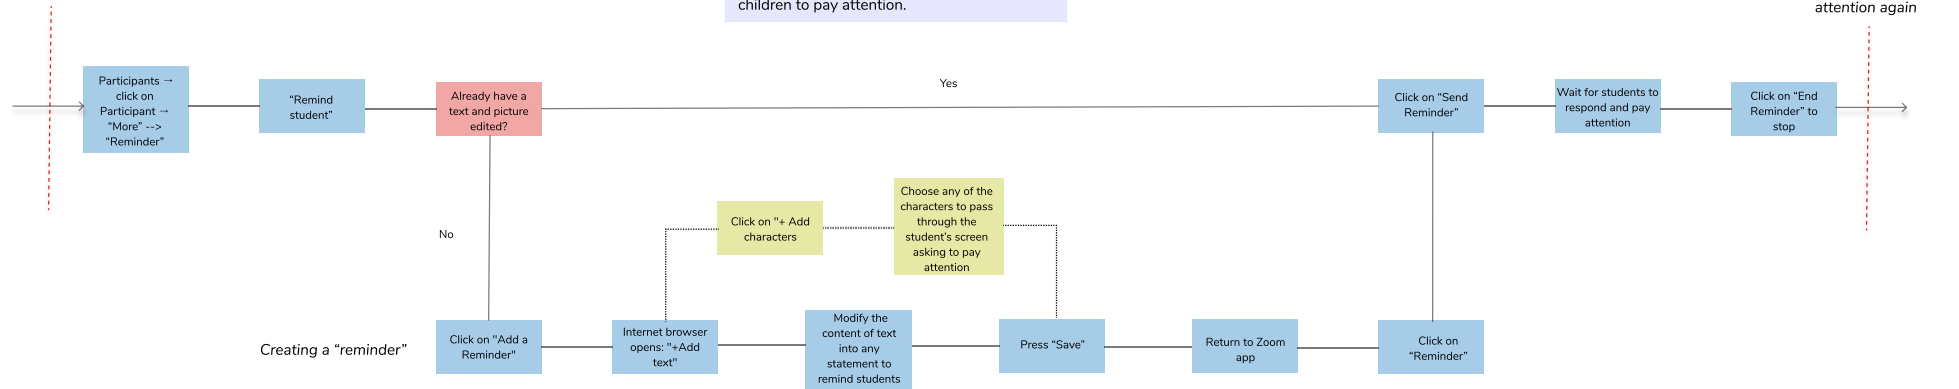 children to pay attention.
attention again
Participants →
click on
Participant →
"More" -->
“Reminder”
“Remind
student”
Already have a
text and picture
edited?
Yes
Click on “Send
Reminder”
Wait for students to
respond and pay
attention
Click on “End
Reminder” to
stop
No
Click on "+ Add
characters
Choose any of the
characters to pass
through the
student's screen
asking to pay
attention
Creating a “reminder”
Click on "Add a
Reminder"
Internet browser
opens: "+Add
text"
Modify the
content of text
into any
statement to
remind students
Press “Save”
Return to Zoom
app
Click on
“Reminder”